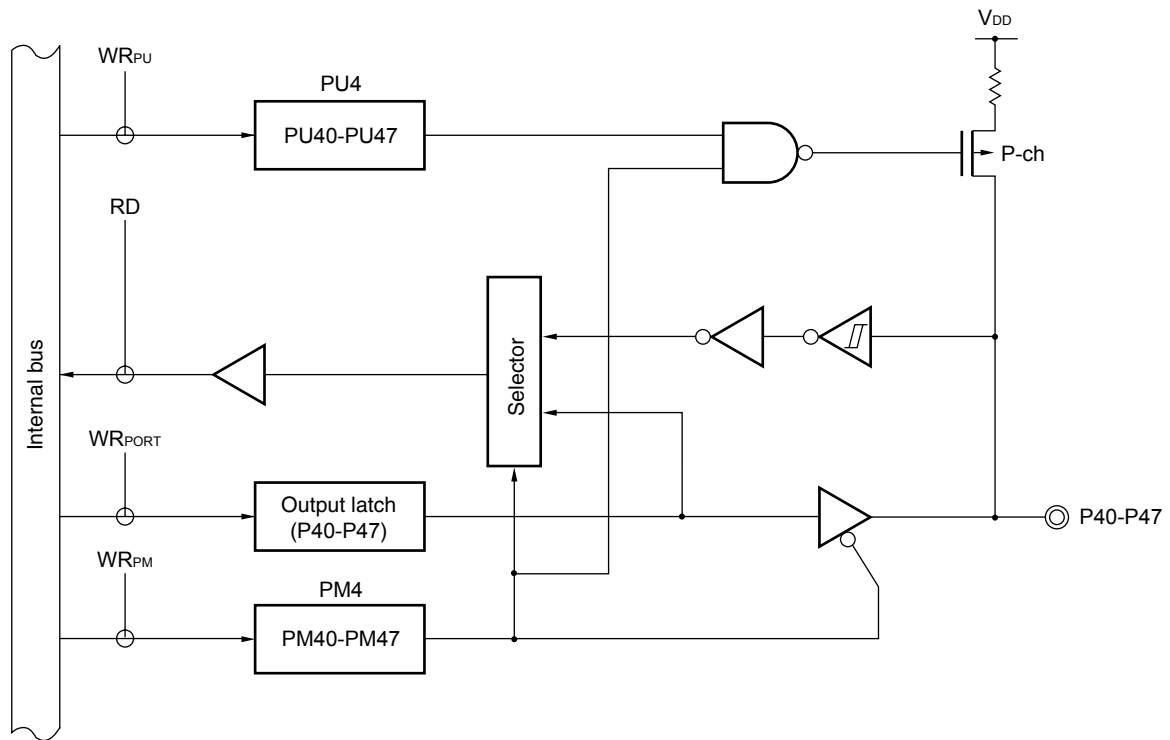 VDD
WRPU
PU4
PU40-PU47
P-ch
RD
Selector
Internal bus
WRPORT
Output latch
(P40-P47)
P40-P47
WRPM
PM4
PM40-PM47